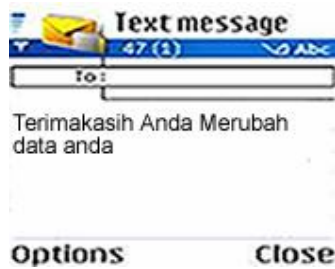 Text message
47 (1) Abc
To:
Terimakasih Anda Merubah
data anda
Options Close